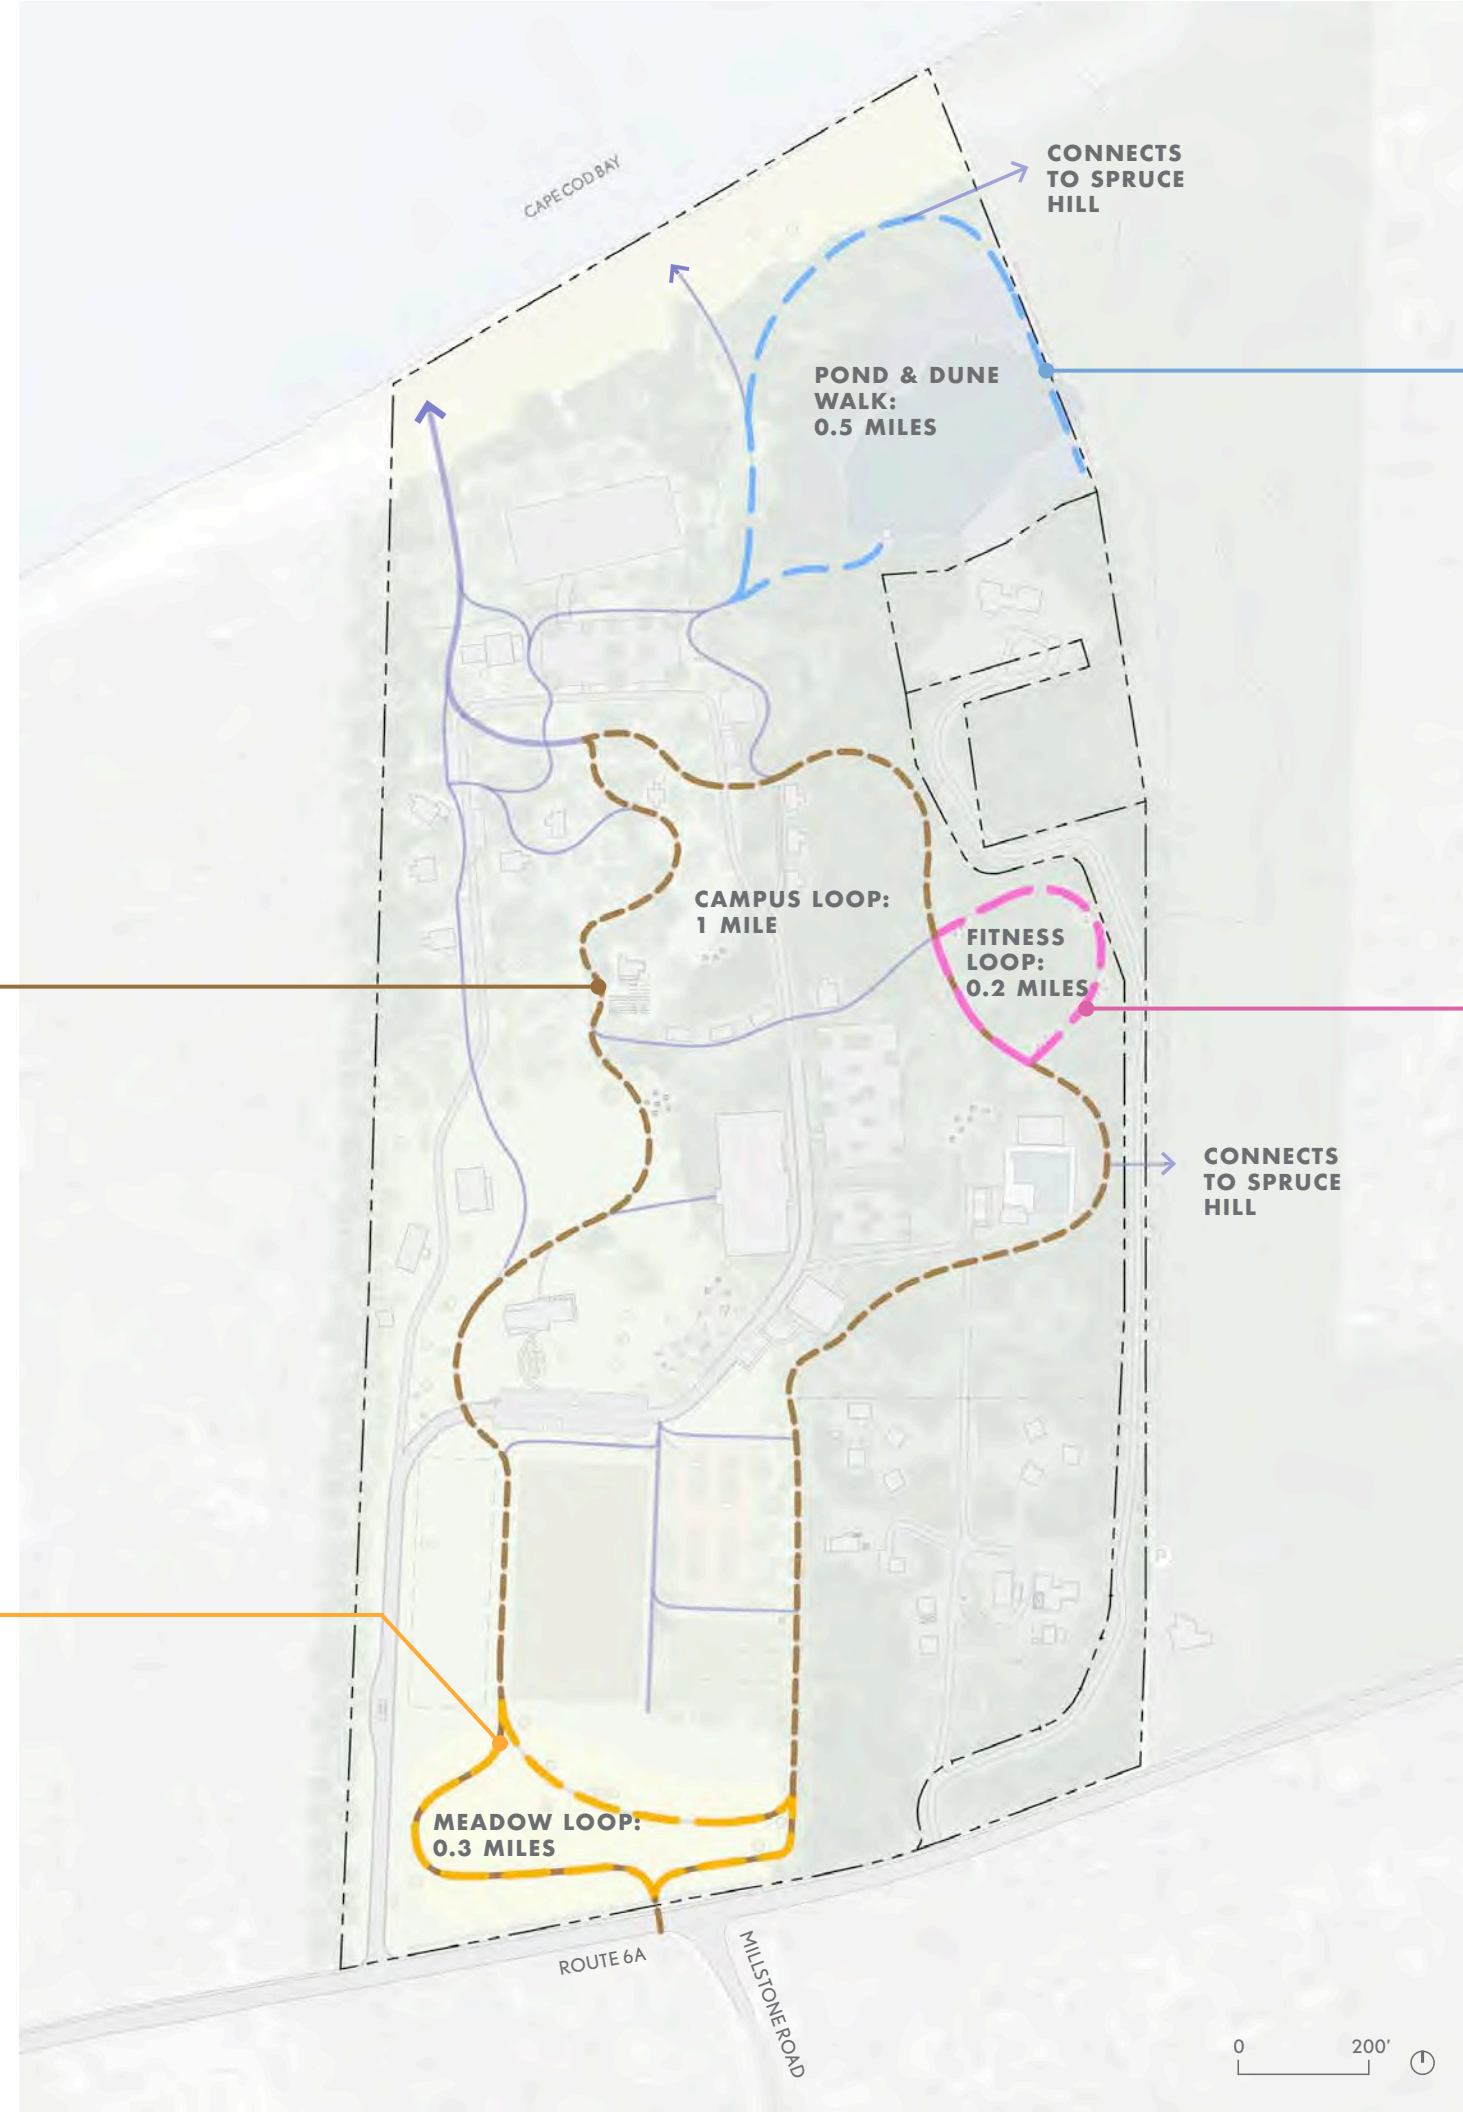 CAPE COD BAY
CONNECTS
TO SPRUCE
HILL
POND & DUNE
WALK:
0.5 MILES
CAMPUS LOOP:
1 MILE
FITNESS
LOOP:
0.2 MILES
CONNECTS
TO SPRUCE
HILL
MEADOW LOOP:
0.3 MILES
ROUTE 6A
MILLSTONE ROAD
P
0 200'